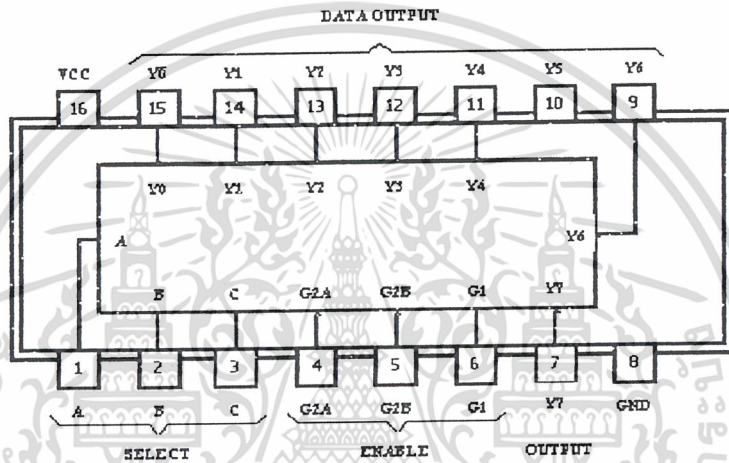 DATA OUTPUT
VCC Y0 Y1 Y2 Y3 Y4 Y5 Y6
16 15 14 13 12 11 10 9
Y0 Y1 Y2 Y3 Y4
A Y6
B C G2A G2B G1 Y7
1 2 3 4 5 6 7 8
A B C G2A G2B G1 Y7 GND
SELECT ENABLE OUTPUT